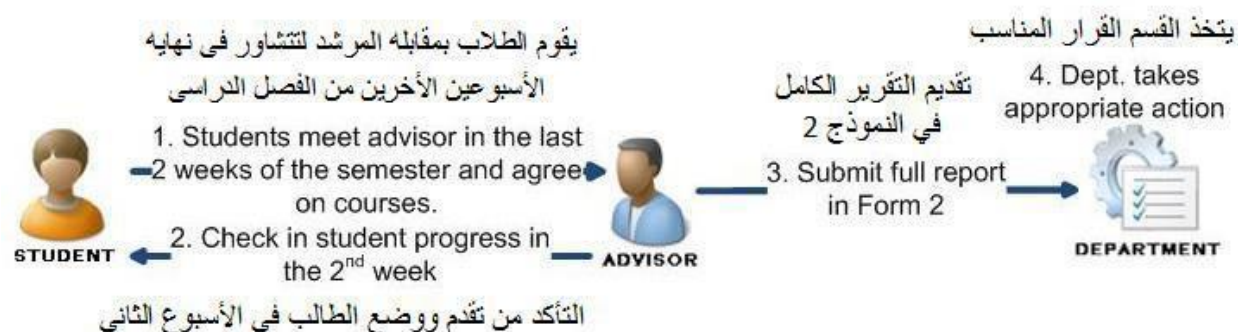 يقوم الطلاب بمقابله المرشد لتتشاور فى نهايه
الأسبوعين الأخرين من الفصل الدراسى
1. Students meet advisor in the last
2 weeks of the semester and agree
on courses.
STUDENT
2. Check in student progress in
the 2nd week
التأكد من تقدم ووضع الطالب في الأسبوع الثاني
ADVISOR
تقديم التقرير الكامل
في النموذج 2
3. Submit full report
in Form 2
يتخذ القسم القرار المناسب
4. Dept. takes
appropriate action
DEPARTMENT